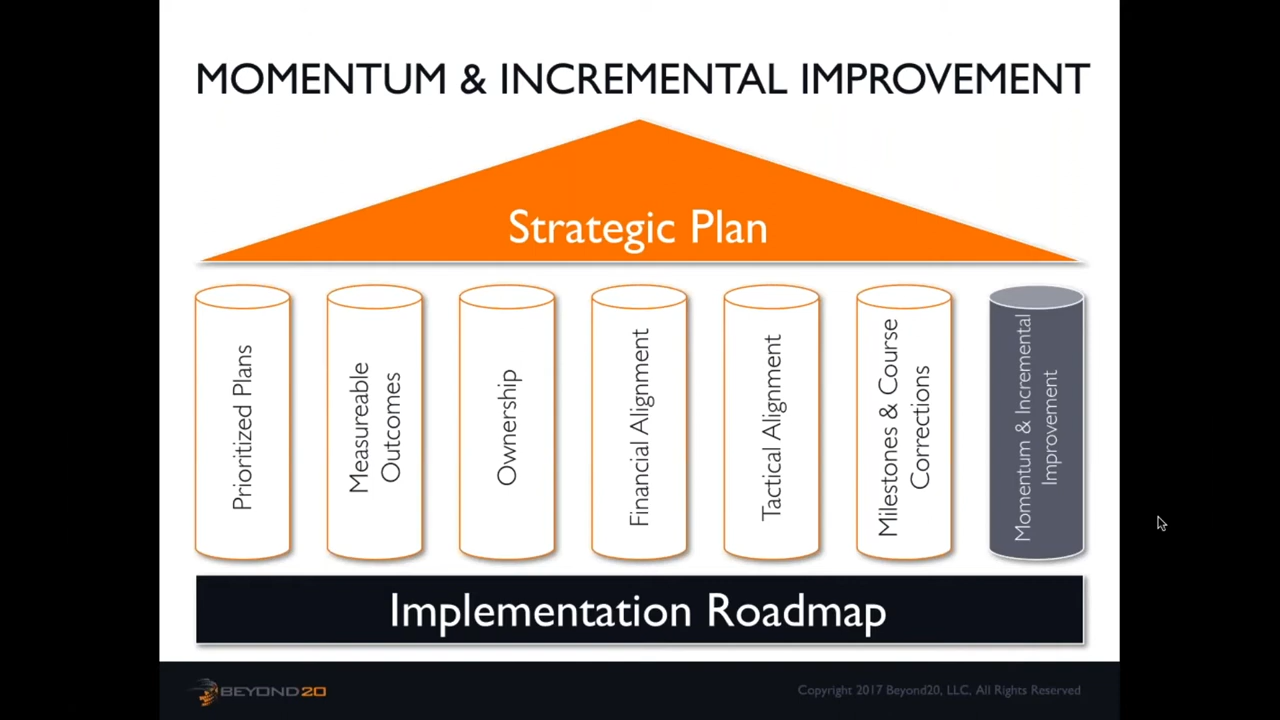 MOMENTUM & INCREMENTAL IMPROVEMENT
Strategic Plan
Prioritized Plans
Measureable
Outcomes
Ownership
Financial Alignment
Tactical Alignment
Milestones & Course
Corrections
Momentum & Incremental
Improvement
Implementation Roadmap
BEYOND20
Copyright 2017 Beyond20, LLC, All Rights Reserved